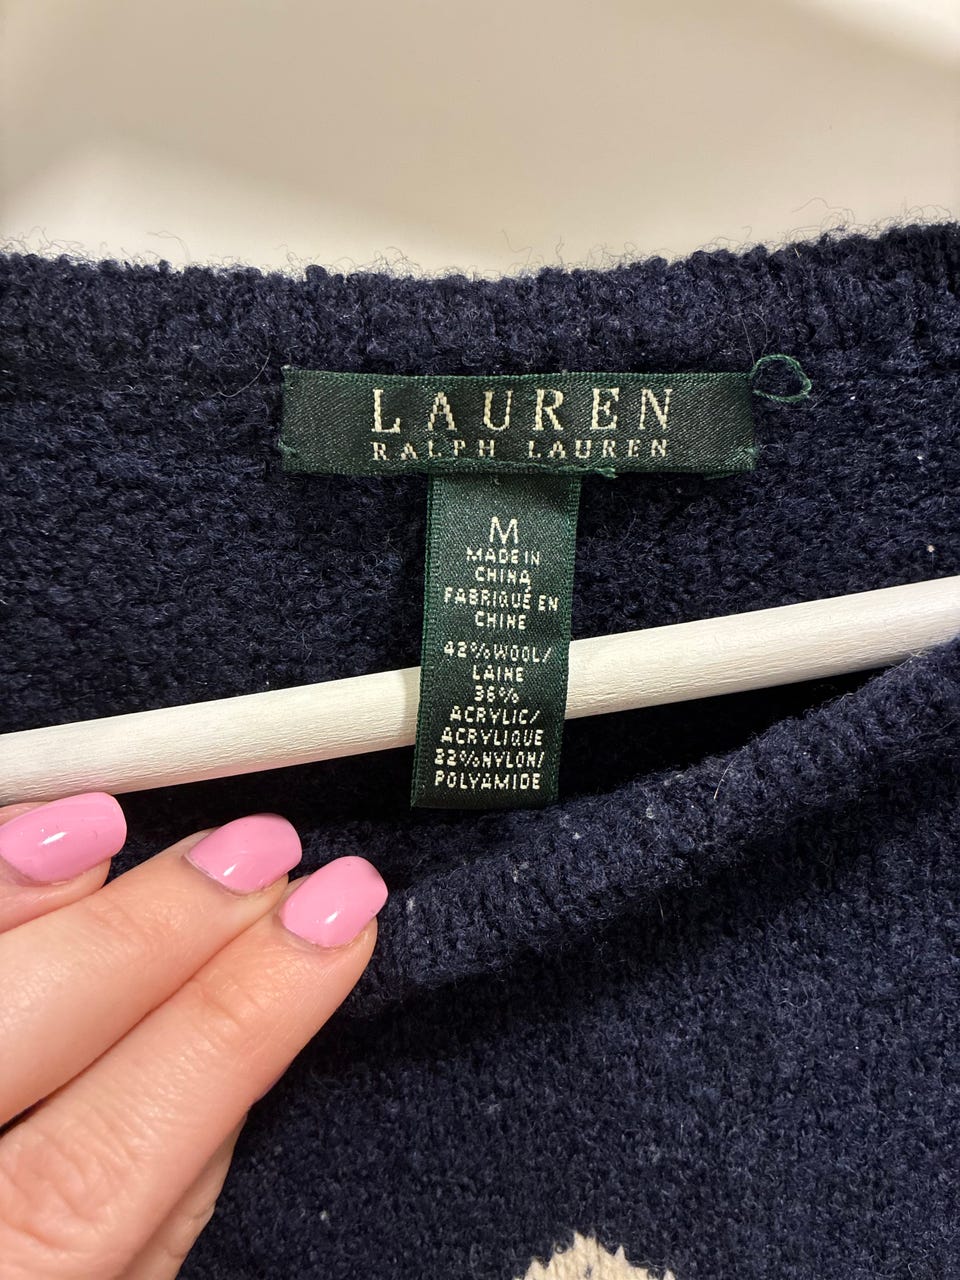 LAUREN
RALPH LAUREN
M
MADE IN
CHINA
FABRIQUÉ EN
CHINE
42% WOOL/
LAINE
36%
ACRYLIC/
ACRYLIQUE
22% NYLON/
POLYAMIDE